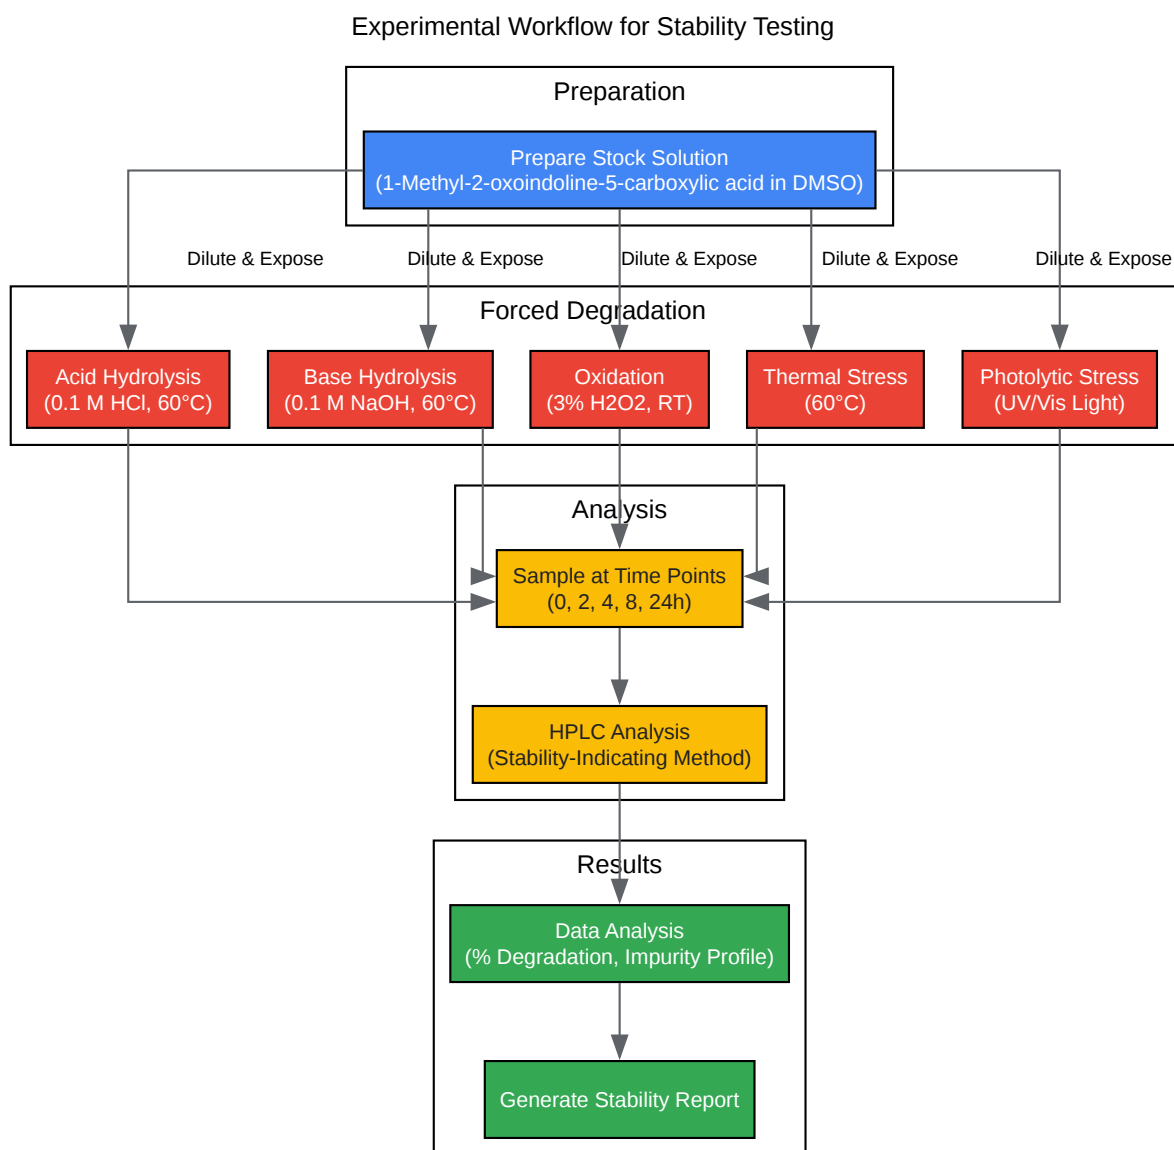 Experimental Workflow for Stability Testing
Preparation
Prepare Stock Solution
(1-Methyl-2-oxoindoline-5-carboxylic acid in DMSO)
Dilute & Expose
Dilute & Expose
Dilute & Expose
Dilute & Expose
Dilute & Expose
Forced Degradation
Acid Hydrolysis
(0.1 M HCl, 60°C)
Base Hydrolysis
(0.1 M NaOH, 60°C)
Oxidation
(3% H2O2, RT)
Thermal Stress
(60°C)
Photolytic Stress
(UV/Vis Light)
Analysis
Sample at Time Points
(0, 2, 4, 8, 24h)
HPLC Analysis
(Stability-Indicating Method)
Results
Data Analysis
(% Degradation, Impurity Profile)
Generate Stability Report